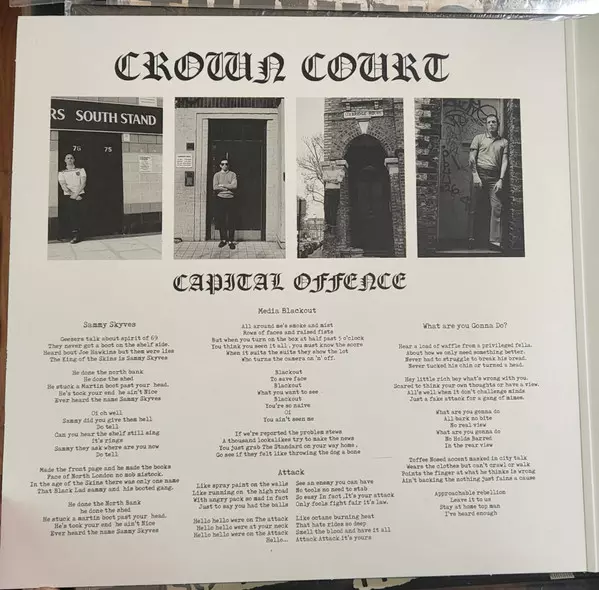 CROWN COURT
RS SOUTH STAND
76
75
CAPITAL OFFENCE
Sammy Skyves
Geezers talk about spirit of 69
They never got a boot on the shelf side.
Heard bout Joe Hawkins but them were lies
The King of the Skins is Sammy Skyves
He done the north bank
He done the shed
He stuck a Martin boot past your head.
He's took your end he ain't Nice
Ever heard the name Sammy Skyves
Oi oh well
Sammy did you give them hell
Do tell
Can you hear the shelf still sing
It's rings
Sammy they ask where are you now
Do tell
Made the front page and he made the books
Face of North London no mob mistook.
In the age of the Skins there was only one name
That Black Lad sammy and his booted gang.
He done the North Bank
he done the shed
He stuck a martin boot past your head.
He's took your end he ain't Nice
Ever heard the name Sammy Skyves
Media Blackout
All around me's smoke and mist
Rows of faces and raised fists
But when you turn on the box at half past 5 o'clock
You think you seen it all, you must know the score
When it suits the suits they show the lot
Who turns the camera on 'n' off.
Blackout
To save face
Blackout
What you want to see
Blackout
You're so naive
Oi
You ain't seen me
If we're reported the problem stews
A thousand lookalikes try to make the news
You just grab The Standard on your way home.
Go see if they felt like throwing the dog a bone
Attack
Like spray paint on the walls
Like running on the high road
With angry pack so mad in fact
Just to say you had the balls
Hello hello were on The attack
Hello hello were at your neck
Hello hello were on the Attack
Hello...
See an enemy you can have
No tools no need to stab
So easy in fact, It's your attack
Only fools fight fair it's law.
Like octane burning heat
That hate rides so deep
Smell the blood and have it all
Attack Attack it's yours
What are you Gonna Do?
Hear a load of waffle from a privileged fella.
About how we only need something better.
Never had to struggle to break his bread.
Never tucked his chin or turned a head.
Hey little rich boy what's wrong with you.
Scared to think your own thoughts or have a view.
All's well when it don't challenge minds
Just a fake attack for a gang of mimes.
What are you gonna do
All bark no bite
No real view
What are you gonna do
No Holds Barred
In the rear view
Toffee Nosed accent masked in city talk
Wears the clothes but can't crawl or walk
Points the finger at what he thinks is wrong
Ain't backing the nothing just fains a cause
Approachable rebellion
Leave it to us
Stay at home top man
I've heard enough